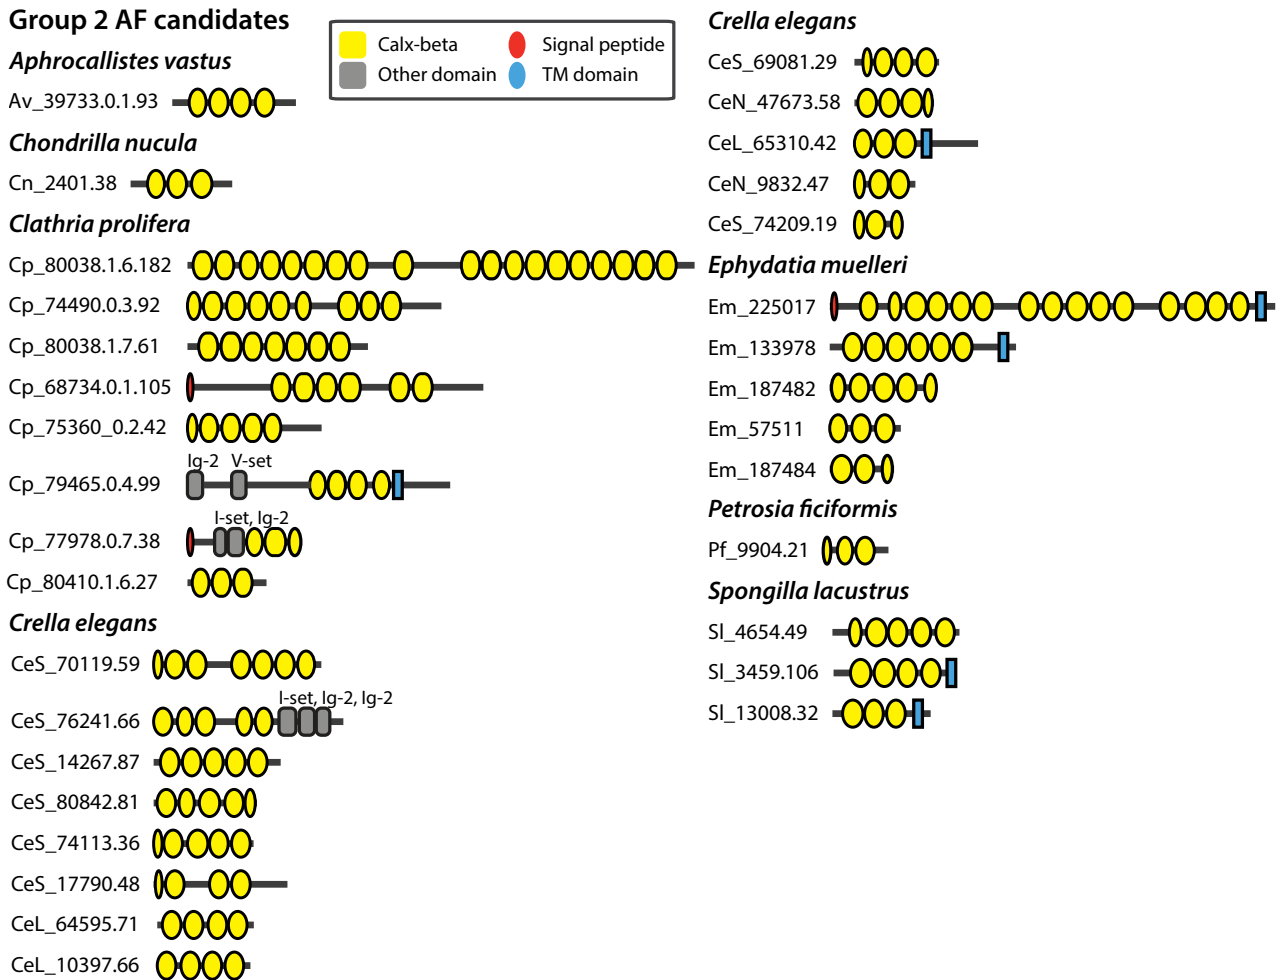 Group 2 AF candidates
Calx-beta
Signal peptide
Other domain
TM domain
Aphrocallistes vastus
Av_39733.0.1.93
Chondrilla nucula
Cn_2401.38
Clathria prolifera
Cp_80038.1.6.182
Cp_74490.0.3.92
Cp_80038.1.7.61
Cp_68734.0.1.105
Cp_75360_0.2.42
Ig-2 V-set
Cp_79465.0.4.99
I-set, Ig-2
Cp_77978.0.7.38
Cp_80410.1.6.27
Crella elegans
CeS_70119.59
I-set, Ig-2, Ig-2
CeS_76241.66
CeS_14267.87
CeS_80842.81
CeS_74113.36
CeS_17790.48
CeL_64595.71
CeL_10397.66
Crella elegans
CeS_69081.29
CeN_47673.58
CeL_65310.42
CeN_9832.47
CeS_74209.19
Ephydatia muelleri
Em_225017
Em_133978
Em_187482
Em_57511
Em_187484
Petrosia ficiformis
Pf_9904.21
Spongilla lacustrus
Sl_4654.49
Sl_3459.106
Sl_13008.32